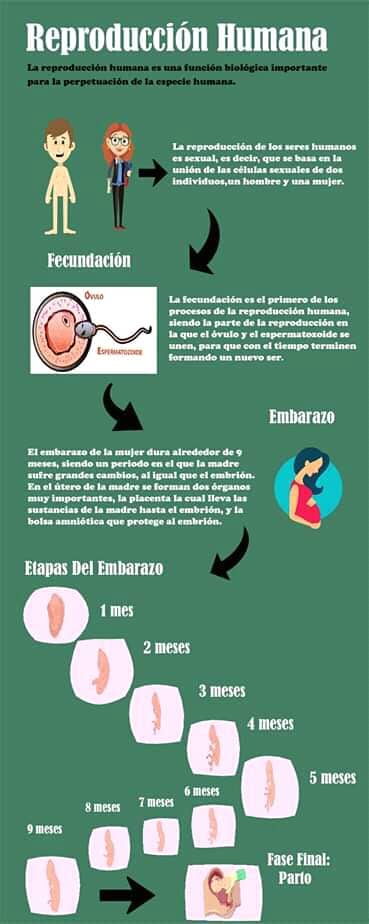 Reproducción Humana
La reproducción humana es una función biológica importante
para la perpetuación de la especie humana.
La reproducción de los seres humanos
es sexual, es decir, que se basa en la
unión de las células sexuales de dos
individuos,un hombre y una mujer.
Fecundación
ÓVULO
ESPERMATOZOIDE
La fecundación es el primero de los
procesos de la reproducción humana,
siendo la parte de la reproducción en
la que el óvulo y el espermatozoide se
unen, para que con el tiempo terminen
formando un nuevo ser.
Embarazo
El embarazo de la mujer dura alrededor de 9
meses, siendo un periodo en el que la madre
sufre grandes cambios, al igual que el embrión.
En el útero de la madre se forman dos órganos
muy importantes, la placenta la cual lleva las
sustancias de la madre hasta el embrión, y la
bolsa amniótica que protege al embrión.
Etapas Del Embarazo
1 mes
2 meses
3 meses
4 meses
5 meses
6 meses
7 meses
8 meses
9 meses
Fase Final:
Parto